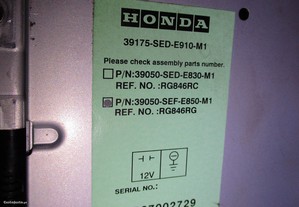 HONDA
39175-SED-E910-M1
Please check assembly parts number.
P/N:39050-SED-E830-M1
REF. NO. :RG846RC
P/N:39050-SEF-E850-M1
REF. NO. :RG846RG
12V
SERIAL NO.:
7002729